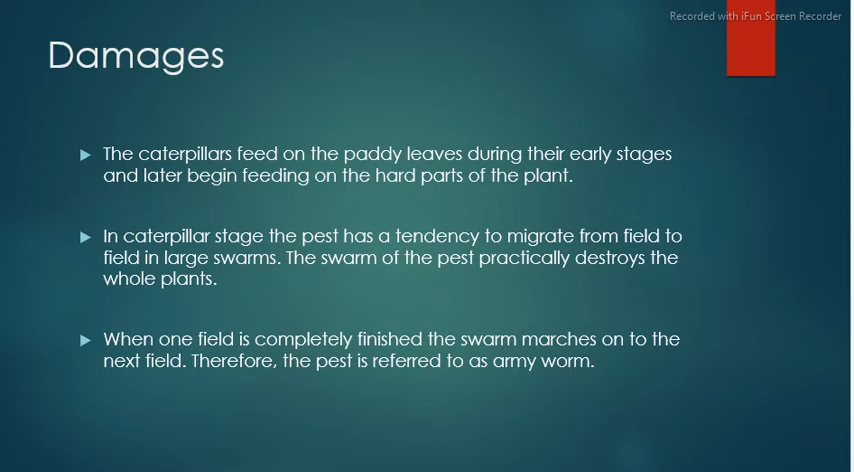 Recorded with iFun Screen Recorder
Damages
The caterpillars feed on the paddy leaves during their early stages
and later begin feeding on the hard parts of the plant.
In caterpillar stage the pest has a tendency to migrate from field to
field in large swarms. The swarm of the pest practically destroys the
whole plants.
When one field is completely finished the swarm marches on to the
next field. Therefore, the pest is referred to as army worm.